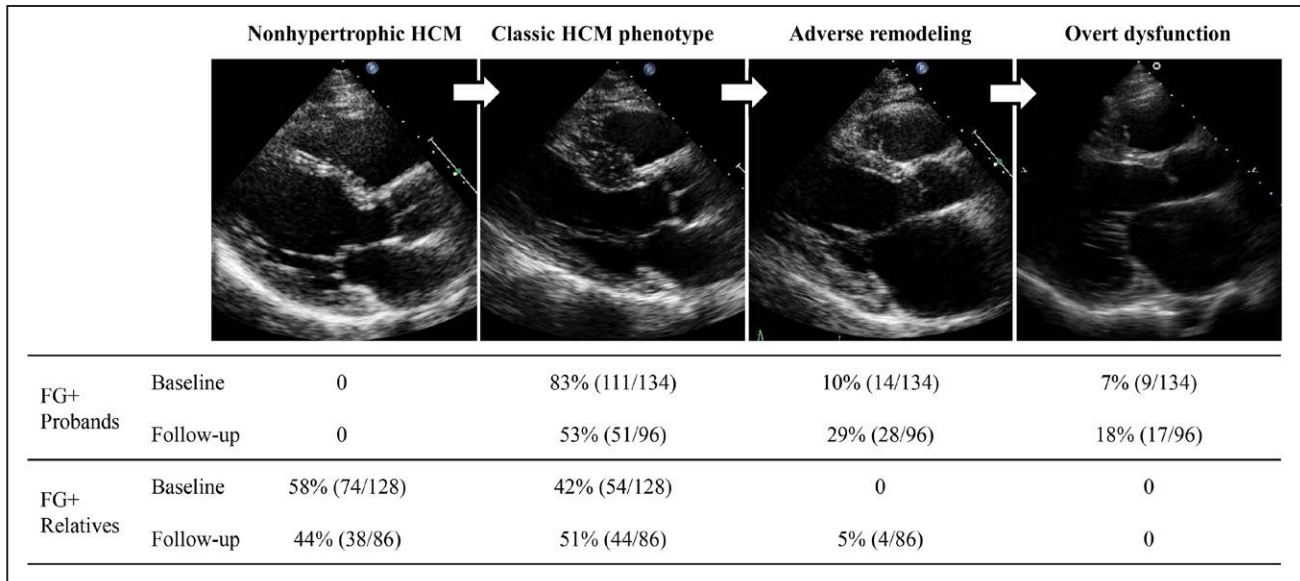 Nonhypertrophic HCM Classic HCM phenotype Adverse remodeling Overt dysfunction
FG+ Probands Baseline 0 83% (111/134) 10% (14/134) 7% (9/134)
Follow-up 0 53% (51/96) 29% (28/96) 18% (17/96)
FG+ Relatives Baseline 58% (74/128) 42% (54/128) 0 0
Follow-up 44% (38/86) 51% (44/86) 5% (4/86) 0